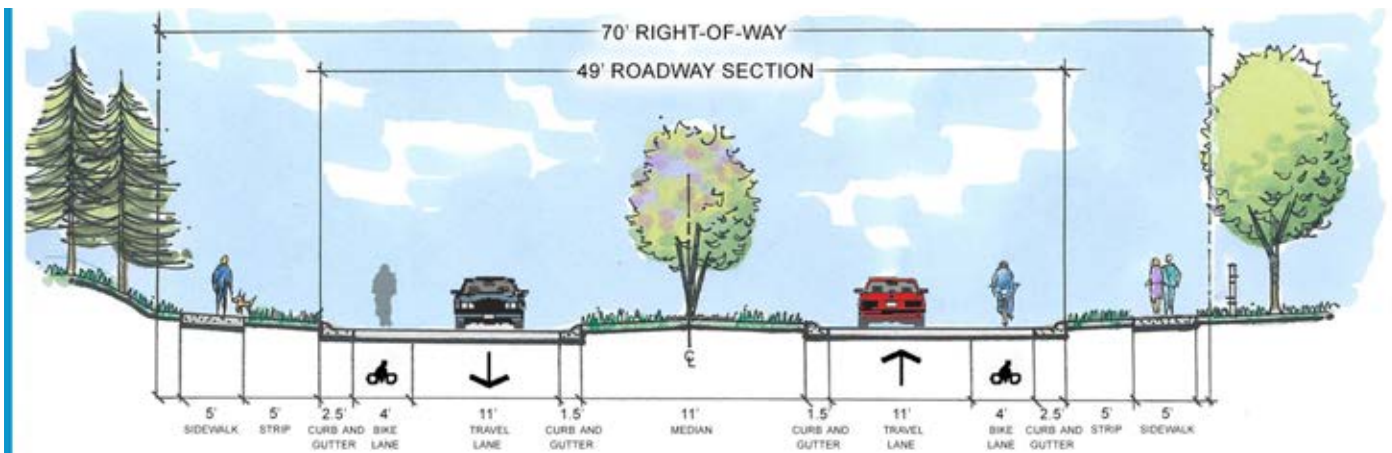 70' RIGHT-OF-WAY
49' ROADWAY SECTION
℄
5' 5' 2.5' 4' 11' 1.5' 11' 1.5' 11' 4' 2.5' 5' 5'
SIDEWALK STRIP CURB AND BIKE TRAVEL CURB AND MEDIAN CURB AND TRAVEL BIKE CURB AND STRIP SIDEWALK
GUTTER LANE LANE GUTTER GUTTER LANE LANE GUTTER